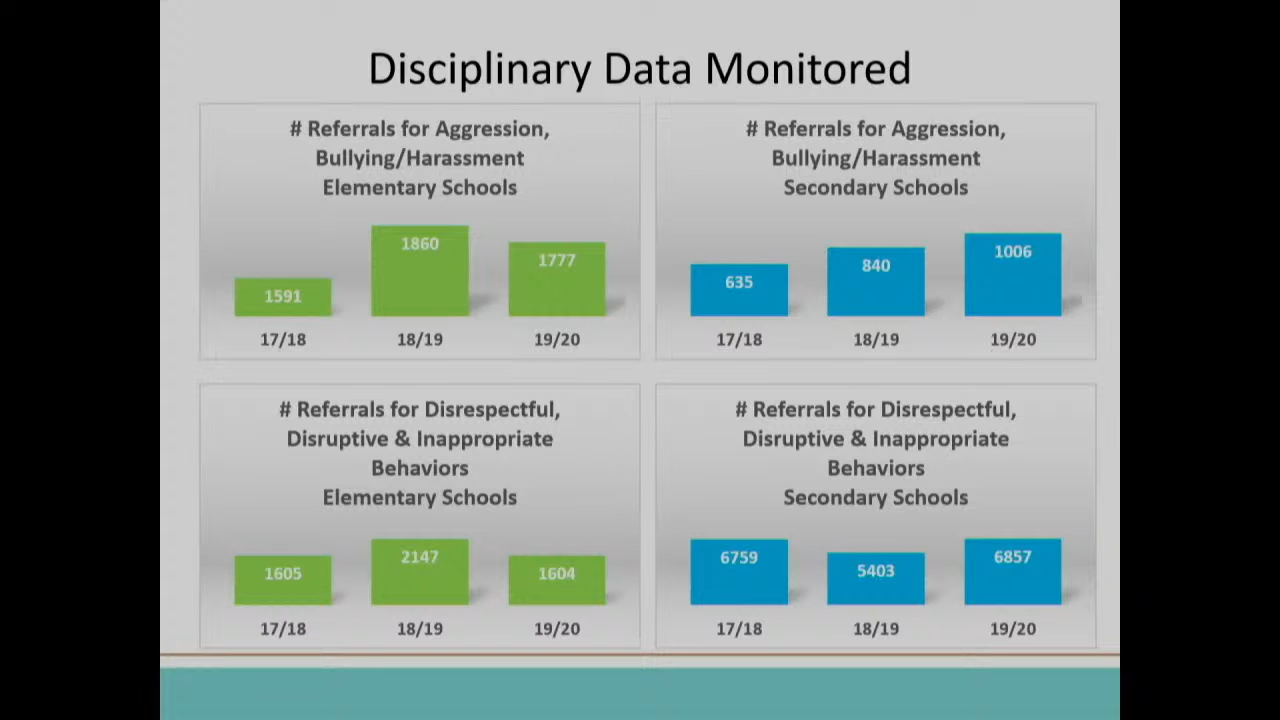 Disciplinary Data Monitored
# Referrals for Aggression,
Bullying/Harassment
Elementary Schools
1591
1860
1777
17/18
18/19
19/20
# Referrals for Aggression,
Bullying/Harassment
Secondary Schools
635
840
1006
17/18
18/19
19/20
# Referrals for Disrespectful,
Disruptive & Inappropriate
Behaviors
Elementary Schools
1605
2147
1604
17/18
18/19
19/20
# Referrals for Disrespectful,
Disruptive & Inappropriate
Behaviors
Secondary Schools
6759
5403
6857
17/18
18/19
19/20